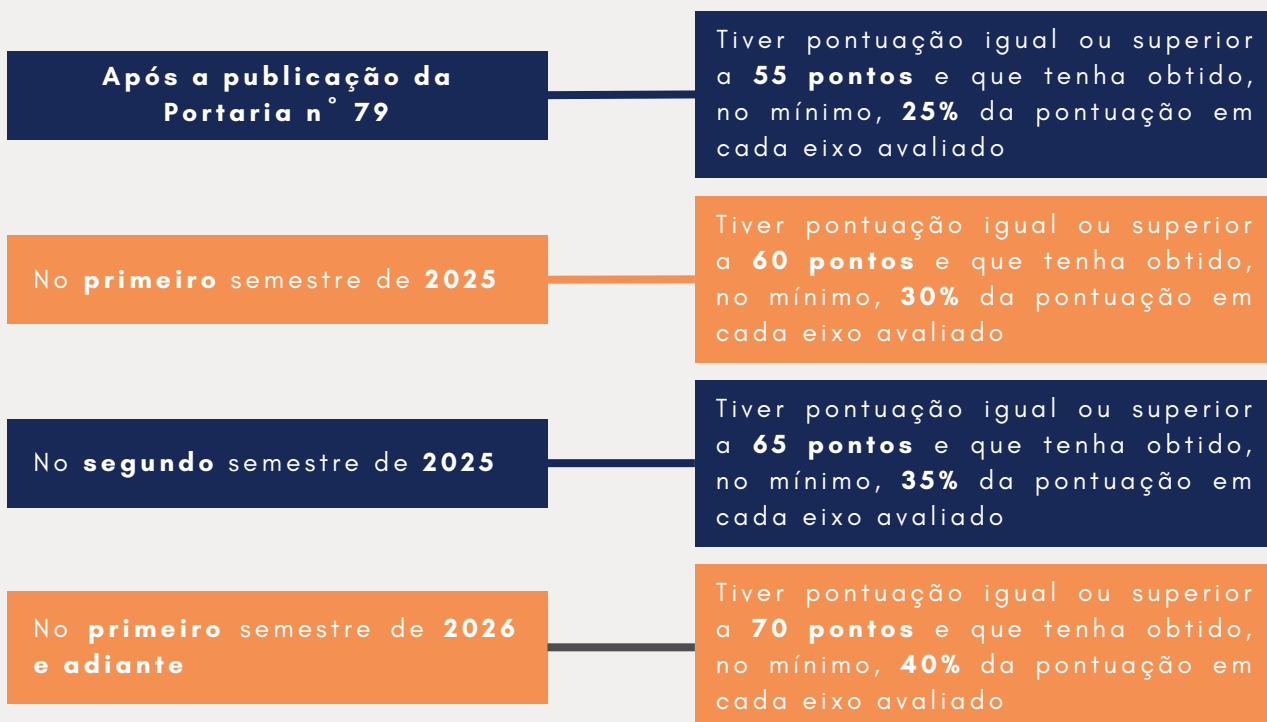 Após a publicação da
Portaria n° 79
Tiver pontuação igual ou superior
a 55 pontos e que tenha obtido,
no mínimo, 25% da pontuação em
cada eixo avaliado
No primeiro semestre de 2025
Tiver pontuação igual ou superior
a 60 pontos e que tenha obtido,
no mínimo, 30% da pontuação em
cada eixo avaliado
No segundo semestre de 2025
Tiver pontuação igual ou superior
a 65 pontos e que tenha obtido,
no mínimo, 35% da pontuação em
cada eixo avaliado
No primeiro semestre de 2026
e adiante
Tiver pontuação igual ou superior
a 70 pontos e que tenha obtido,
no mínimo, 40% da pontuação em
cada eixo avaliado